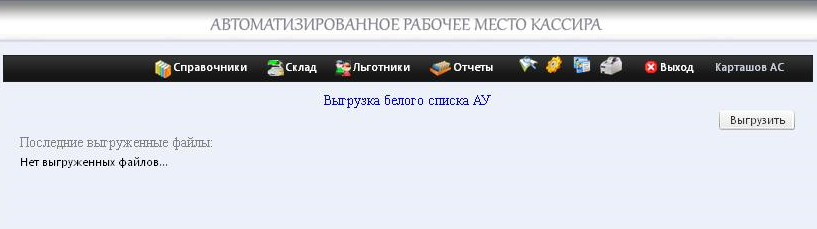 АВТОМАТИЗИРОВАННОЕ РАБОЧЕЕ МЕСТО КАССИРА
Справочники Склад Льготники Отчеты Выход Карташов АС
Выгрузка белого списка АУ
Выгрузить
Последние выгруженные файлы:
Нет выгруженных файлов...